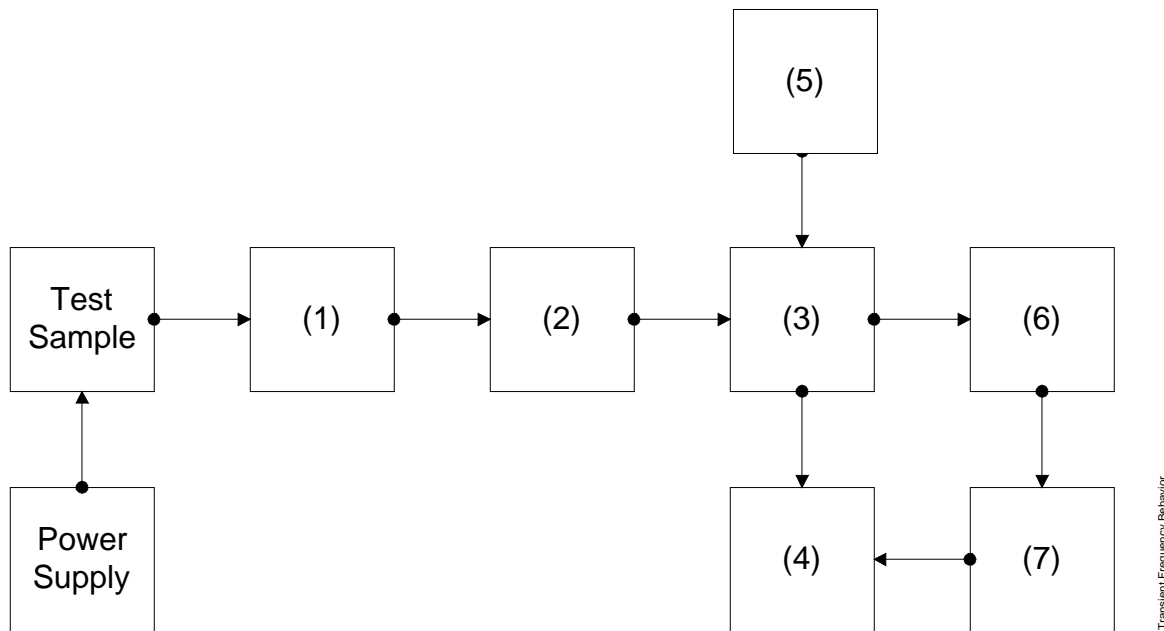 (5)
Test
Sample
(1)
(2)
(3)
(6)
Power
Supply
(4)
(7)
Transient Frequency Behavior